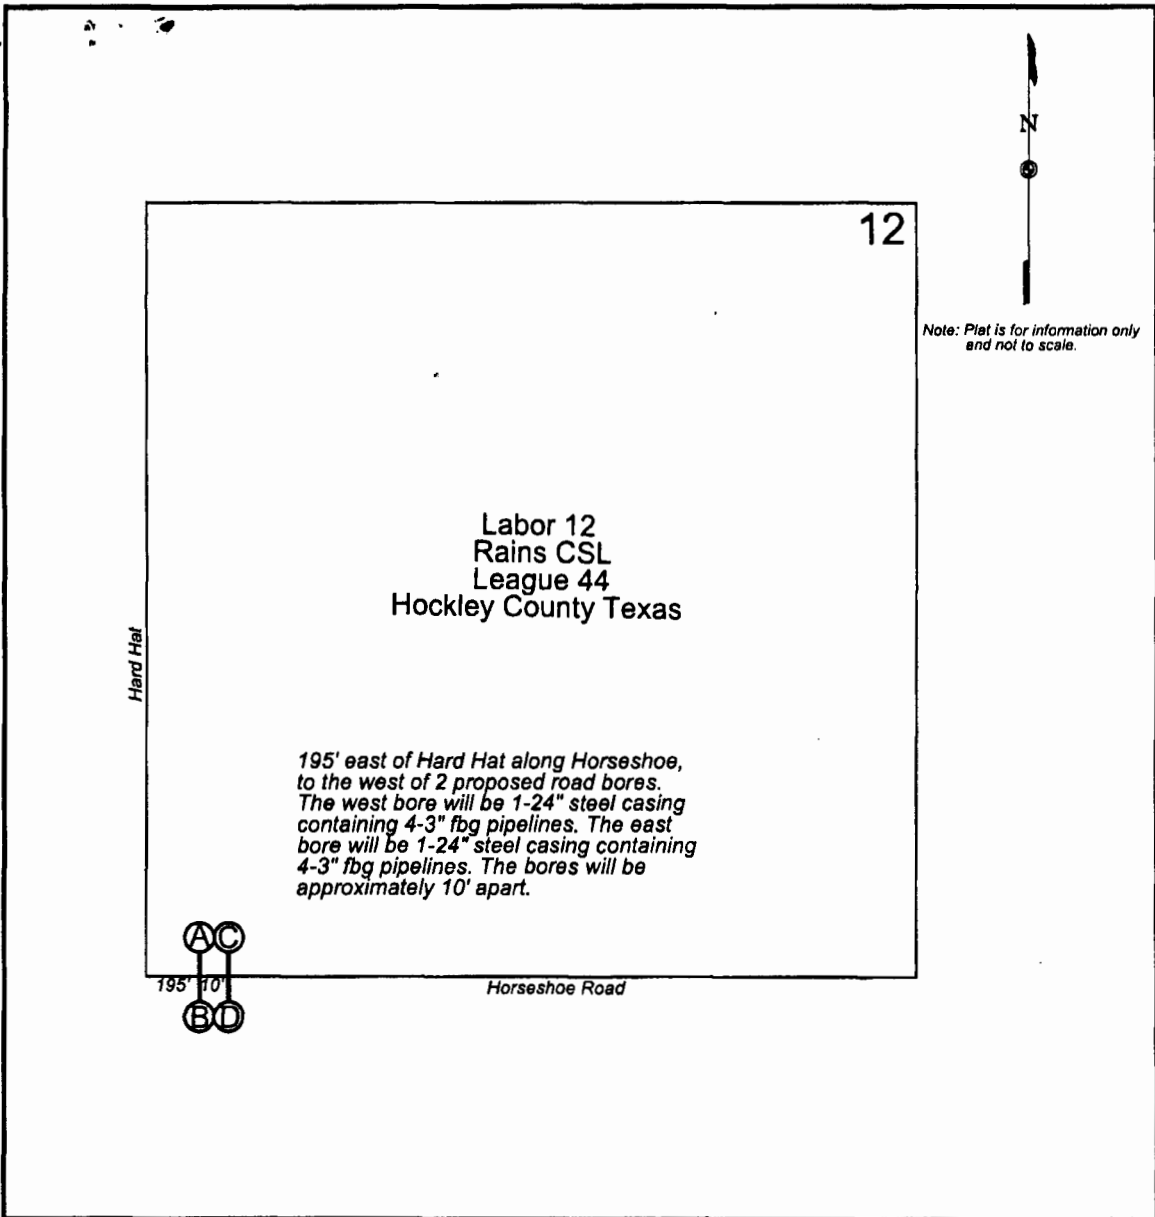 N
12
Note: Plat is for information only
and not to scale.
Labor 12
Rains CSL
League 44
Hockley County Texas
Hard Hat
195' east of Hard Hat along Horseshoe,
to the west of 2 proposed road bores.
The west bore will be 1-24" steel casing
containing 4-3" fbg pipelines. The east
bore will be 1-24" steel casing containing
4-3" fbg pipelines. The bores will be
approximately 10' apart.
A C
195' 10' Horseshoe Road
B D